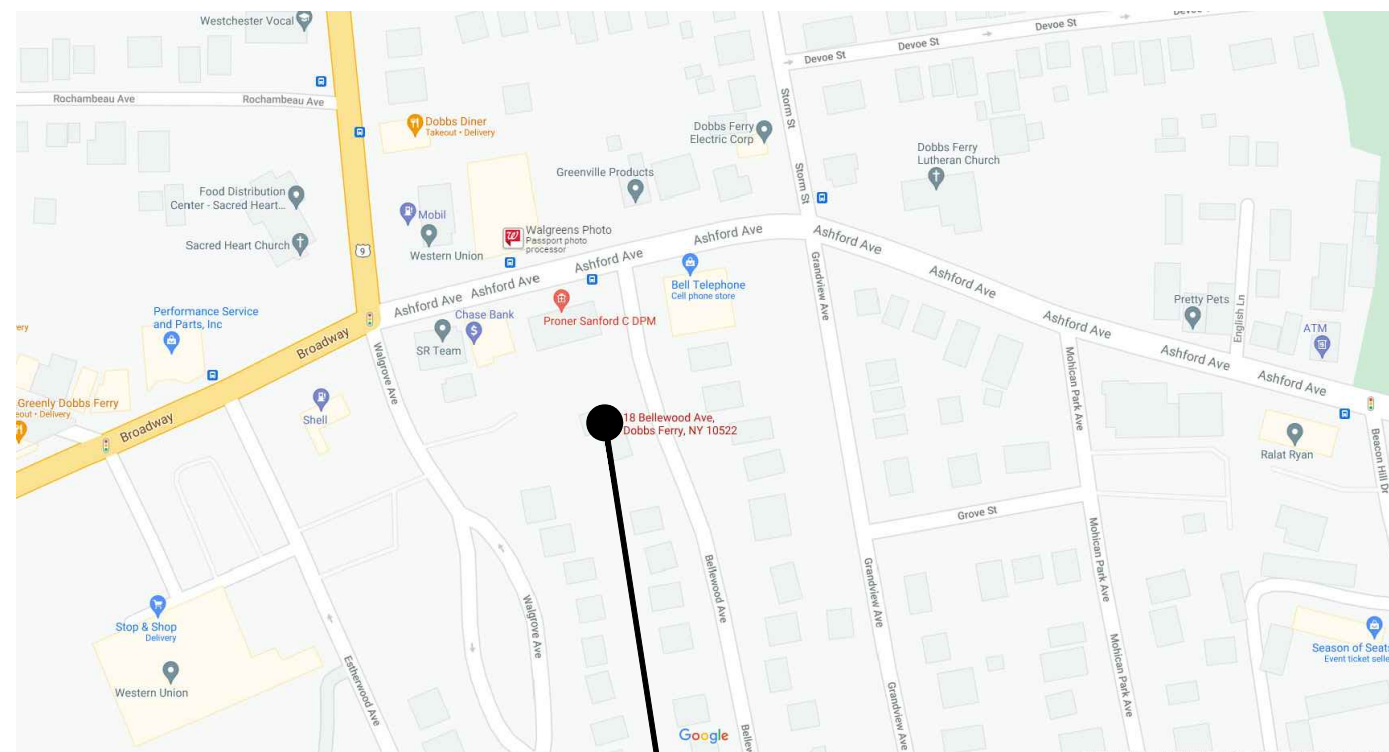 Westchester Vocal
Devoe St
Devoe St
Devoe St
Rochambeau Ave
Rochambeau Ave
Storm St
Dobbs Diner
Takeout • Delivery
Dobbs Ferry
Electric Corp
Dobbs Ferry
Lutheran Church
Greenville Products
Storm St
Food Distribution
Center - Sacred Heart...
Mobil
Sacred Heart Church
9
Western Union
Walgreens Photo
Passport photo
processor
Ashford Ave
Ashford Ave
Ashford Ave
Ashford Ave
Ashford Ave
Ashford Ave
Ashford Ave
Ashford Ave
Ashford Ave
Grandview Ave
Bell Telephone
Cell phone store
Pretty Pets
English Ln
ATM
Performance Service
and Parts, Inc
Chase Bank
Proner Sanford C DPM
SR Team
Broadway
Walgrove Ave
Mohican Park Ave
ery
Greenly Dobbs Ferry
eout • Delivery
Shell
Broadway
18 Bellewood Ave,
Dobbs Ferry, NY 10522
Ralat Ryan
Beacon Hill Dr
Grove St
Mohican Park Ave
Bellewood Ave
Grandview Ave
Walgrove Ave
Stop & Shop
Delivery
Western Union
Estherwood Ave
Mohican Park Ave
Season of Seats
Event ticket selle
Grandview Ave
Google
Bellew